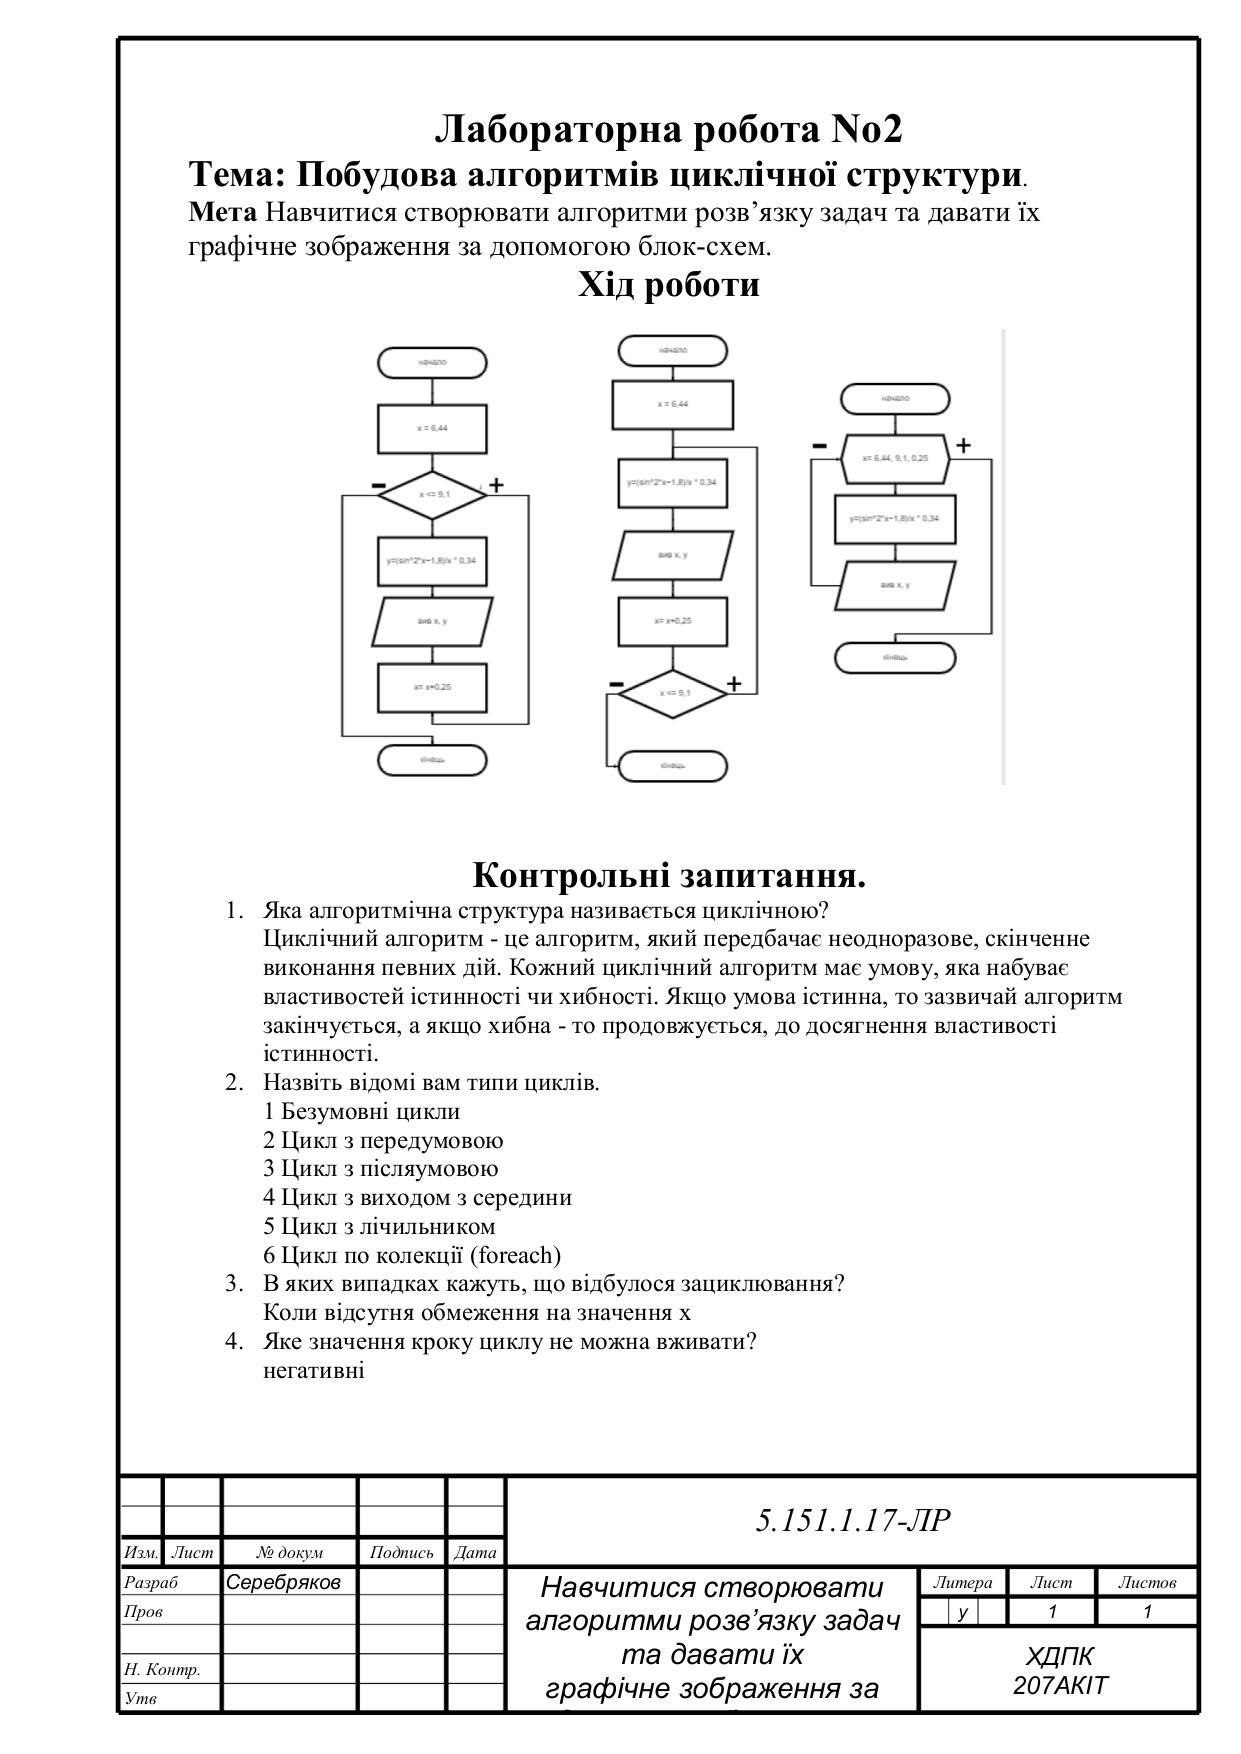 Лабораторна робота No2
Тема: Побудова алгоритмів циклічної структури.
Мета Навчитися створювати алгоритми розв’язку задач та давати їх
графічне зображення за допомогою блок-схем.
Хід роботи
начало
x = 6,44
x <= 9,1
- +
y=(sin^2*x−1,8)/x * 0,34
вив x, y
x= x+0,25
кінець
начало
x = 6,44
y=(sin^2*x−1,8)/x * 0,34
вив x, y
x= x+0,25
x <= 9,1
- +
кінець
начало
x= 6,44, 9,1, 0,25
- +
y=(sin^2*x−1,8)/x * 0,34
вив x, y
кінець
Контрольні запитання.
1. Яка алгоритмічна структура називається циклічною?
Циклічний алгоритм - це алгоритм, який передбачає неодноразове, скінченне
виконання певних дій. Кожний циклічний алгоритм має умову, яка набуває
властивостей істинності чи хибності. Якщо умова істинна, то зазвичай алгоритм
закінчується, а якщо хибна - то продовжується, до досягнення властивості
істинності.
2. Назвіть відомі вам типи циклів.
1 Безумовні цикли
2 Цикл з передумовою
3 Цикл з післяумовою
4 Цикл з виходом з середини
5 Цикл з лічильником
6 Цикл по колекції (foreach)
3. В яких випадках кажуть, що відбулося зациклювання?
Коли відсутня обмеження на значення х
4. Яке значення кроку циклу не можна вживати?
негативні
5.151.1.17-ЛР
Изм. Лист № докум Подпись Дата
Разраб Серебряков
Пров
Н. Контр.
Утв
Навчитися створювати
алгоритми розв’язку задач
та давати їх
графічне зображення за
Литера Лист Листов
у 1 1
ХДПК
207АКІТ